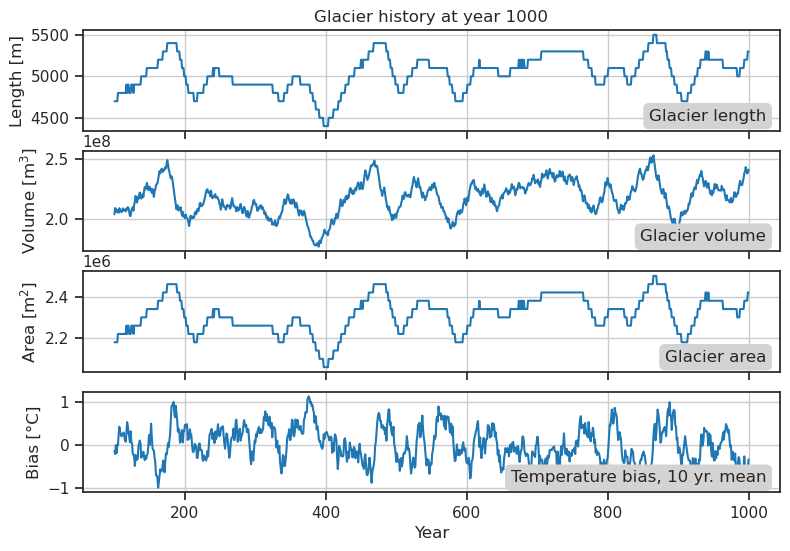 Glacier history at year 1000
Length [m]
5500
5000
4500
Glacier length
1e8
Volume [m³]
2.5
2.0
Glacier volume
1e6
Area [m²]
2.4
2.2
Glacier area
Bias [°C]
1
0
−1
Temperature bias, 10 yr. mean
200 400 600 800 1000
Year